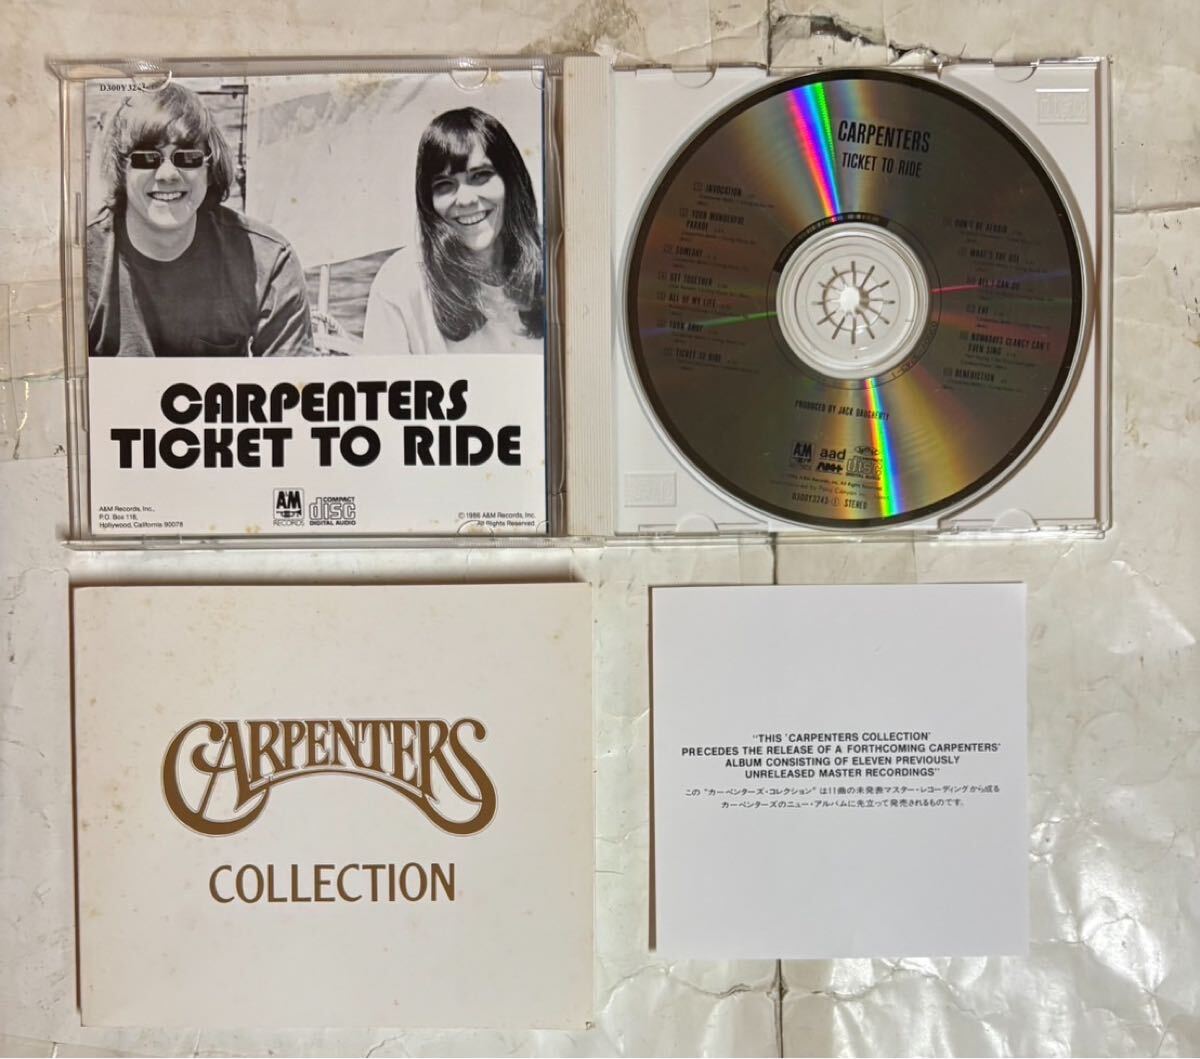 D300Y3243
CARPENTERS
TICKET TO RIDE
A&M Records, Inc.,
P.O. Box 118,
Hollywood, California 90078
A&M
RECORDS
COMPACT
disc
DIGITAL AUDIO
© 1986 A&M Records, Inc.
All Rights Reserved.
CARPENTERS
TICKET TO RIDE
INVOCATION
YOUR WONDERFUL
PARADE
SOMEDAY
GET TOGETHER
ALL OF MY LIFE
TURN AWAY
TICKET TO RIDE
DON'T BE AFRAID
WHAT'S THE USE
ALL I CAN DO
EVE
NOWADAYS CLANCY CAN'T
EVEN SING
BENEDICTION
PRODUCED BY JACK DAUGHERTY
A&M
aad
disc
DIGITAL AUDIO
D300Y3243-① STEREO
CARPENTERS
COLLECTION
"THIS 'CARPENTERS COLLECTION'
PRECEDES THE RELEASE OF A FORTHCOMING CARPENTERS'
ALBUM CONSISTING OF ELEVEN PREVIOUSLY
UNRELEASED MASTER RECORDINGS"
この"カーペンターズ・コレクション"は11曲の未発表マスター・レコーディングから成る
カーペンターズのニュー・アルバムに先立って発売されるものです。